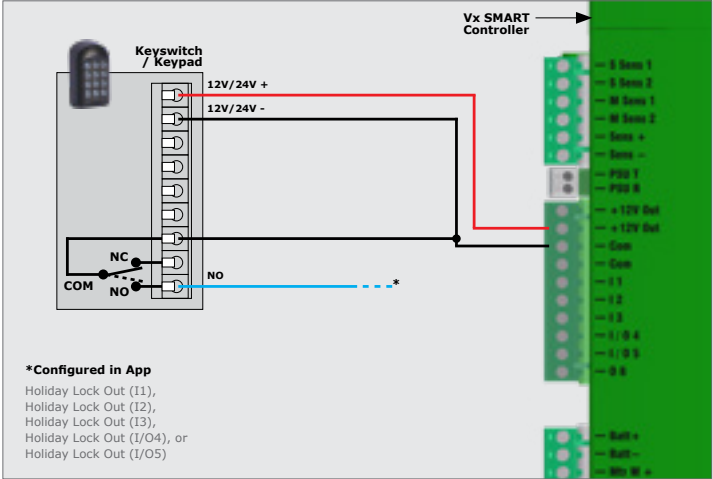 Vx SMART
Controller
Keyswitch
/ Keypad
12V/24V +
12V/24V -
NC
COM
NO
NO
*
S Sens 1
S Sens 2
M Sens 1
M Sens 2
Sens +
Sens -
PSU T
PSU R
+12V Out
+12V Out
Com
Com
I 1
I 2
I 3
I / O 4
I / O 5
O 6
Batt +
Batt -
Mtr M +
*Configured in App
Holiday Lock Out (I1),
Holiday Lock Out (I2),
Holiday Lock Out (I3),
Holiday Lock Out (I/O4), or
Holiday Lock Out (I/O5)